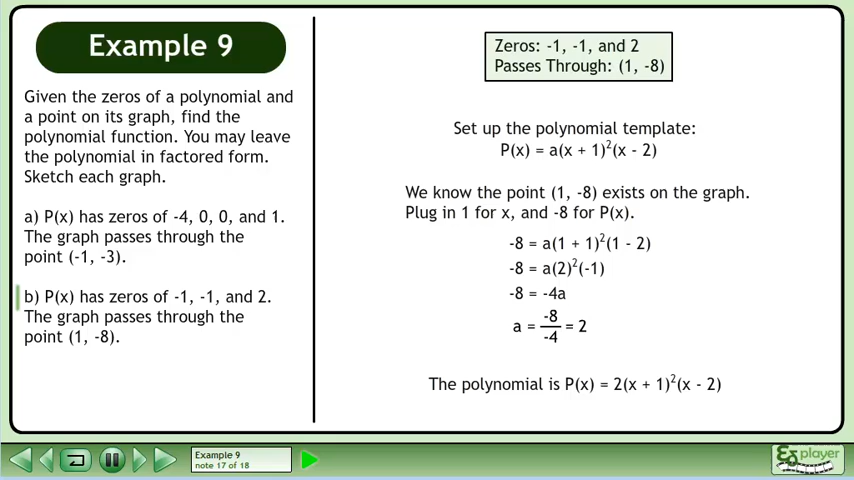 Example 9
Given the zeros of a polynomial and
a point on its graph, find the
polynomial function. You may leave
the polynomial in factored form.
Sketch each graph.
a) P(x) has zeros of -4, 0, 0, and 1.
The graph passes through the
point (-1, -3).
b) P(x) has zeros of -1, -1, and 2.
The graph passes through the
point (1, -8).
Zeros: -1, -1, and 2
Passes Through: (1, -8)
Set up the polynomial template:
P(x) = a(x + 1)²(x - 2)
We know the point (1, -8) exists on the graph.
Plug in 1 for x, and -8 for P(x).
-8 = a(1 + 1)²(1 - 2)
-8 = a(2)²(-1)
-8 = -4a
a = -8/-4 = 2
The polynomial is P(x) = 2(x + 1)²(x - 2)
Example 9
note 17 of 18
player